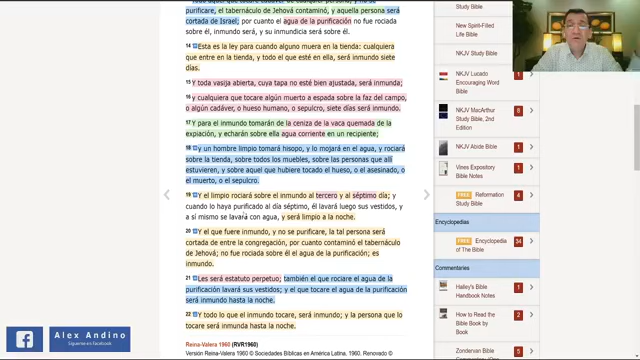 purificare, el tabernáculo de Jehová contaminó, y aquella persona será
cortada de Israel; por cuanto el agua de la purificación no fue rociada
sobre él, inmundo será, y su inmundicia será sobre él.
14 Esta es la ley para cuando alguno muera en la tienda: cualquiera
que entre en la tienda, y todo el que esté en ella, será inmundo siete
días.
15 Y toda vasija abierta, cuya tapa no esté bien ajustada, será inmunda;
16 y cualquiera que tocare algún muerto a espada sobre la faz del campo,
o algún cadáver, o hueso humano, o sepulcro, siete días será inmundo.
17 Y para el inmundo tomarán de la ceniza de la vaca quemada de la
expiación, y echarán sobre ella agua corriente en un recipiente;
18 y un hombre limpio tomará hisopo, y lo mojará en el agua, y rociará
sobre la tienda, sobre todos los muebles, sobre las personas que allí
estuvieren, y sobre aquel que hubiere tocado el hueso, o el asesinado, o
el muerto, o el sepulcro.
19 Y el limpio rociará sobre el inmundo al tercero y al séptimo día; y
cuando lo haya purificado al día séptimo, él lavará luego sus vestidos, y
a sí mismo se lavará con agua, y será limpio a la noche.
20 Y el que fuere inmundo, y no se purificare, la tal persona será
cortada de entre la congregación, por cuanto contaminó el tabernáculo
de Jehová; no fue rociada sobre él el agua de la purificación; es
inmundo.
21 Les será estatuto perpetuo; también el que rociare el agua de la
purificación lavará sus vestidos; y el que tocare el agua de la purificación
será inmundo hasta la noche.
22 Y todo lo que el inmundo tocare, será inmundo; y la persona que lo
tocare será inmunda hasta la noche.
Reina-Valera 1960 (RVR1960)
Versión Reina-Valera 1960 © Sociedades Bíblicas en América Latina, 1960. Renovado ©
Study Bible
New Spirit-Filled
Life Bible
NKJV Study Bible
NKJV Lucado
Encouraging Word
Bible
1
NKJV MacArthur
Study Bible, 2nd
Edition
8
NKJV Abide Bible
1
Vines Expository
Bible Notes
1
FREE Reformation
Study Bible
4
Encyclopedias
FREE Encyclopedia
of The Bible
34
Commentaries
Halley's Bible
Handbook Notes
1
How to Read the
Bible Book by
Book
2
Zondervan Bible
5
Alex Andino
Sigueme en Facebook